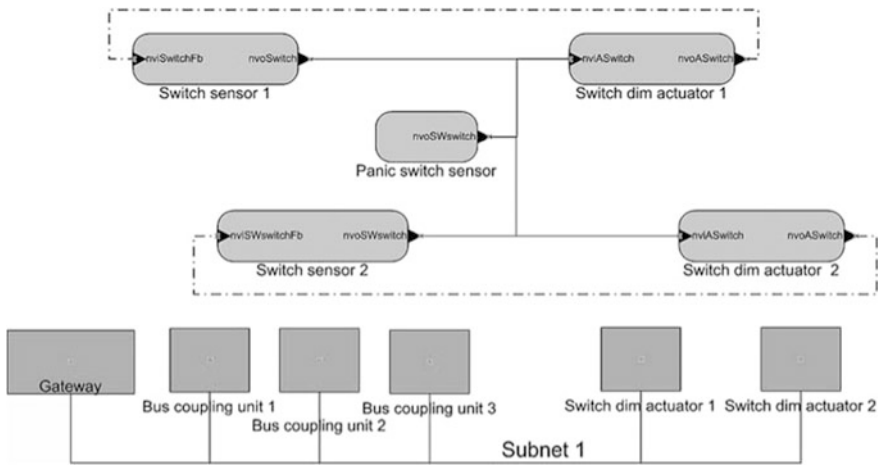 nviSwitchFb nvoSwitch
Switch sensor 1
nviASwitch nvoASwitch
Switch dim actuator 1
nvoSWswitch
Panic switch sensor
nviSWswitchFb nvoSWswitch
Switch sensor 2
nviASwitch nvoASwitch
Switch dim actuator 2
Gateway
Bus coupling unit 1
Bus coupling unit 2
Bus coupling unit 3
Switch dim actuator 1
Switch dim actuator 2
Subnet 1